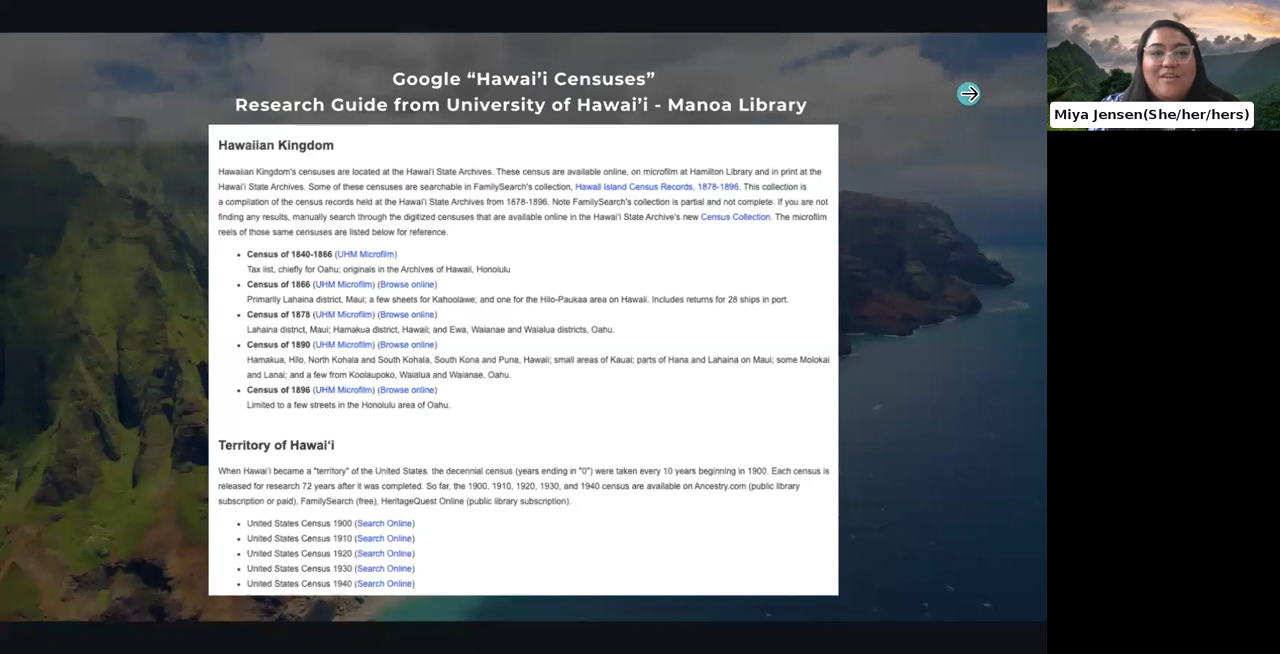 Google “Hawai’i Censuses”
Research Guide from University of Hawai’i - Manoa Library
Miya Jensen(She/her/hers)
Hawaiian Kingdom
Hawaiian Kingdom's censuses are located at the Hawai'i State Archives. These census are available online, on microfilm at Hamilton Library and in print at the
Hawai'i State Archives. Some of these censuses are searchable in FamilySearch's collection, Hawaii Island Census Records, 1878-1896. This collection is
a compilation of the census records held at the Hawai'i State Archives from 1878-1896. Note FamilySearch's collection is partial and not complete. If you are not
finding any results, manually search through the digitized censuses that are available online in the Hawai'i State Archive's new Census Collection. The microfilm
reels of those same censuses are listed below for reference.
• Census of 1840-1866 (UHM Microfilm)
Tax list, chiefly for Oahu; originals in the Archives of Hawaii, Honolulu
• Census of 1866 (UHM Microfilm) (Browse online)
Primarily Lahaina district, Maui; a few sheets for Kahoolawe; and one for the Hilo-Paukaa area on Hawaii. Includes returns for 28 ships in port.
• Census of 1878 (UHM Microfilm) (Browse online)
Lahaina district, Maui; Hamakua district, Hawaii; and Ewa, Waianae and Waialua districts, Oahu.
• Census of 1890 (UHM Microfilm) (Browse online)
Hamakua, Hilo, North Kohala and South Kohala, South Kona and Puna, Hawaii; small areas of Kauai; parts of Hana and Lahaina on Maui; some Molokai
and Lanai; and a few from Koolaupoko, Waialua and Waianae, Oahu.
• Census of 1896 (UHM Microfilm) (Browse online)
Limited to a few streets in the Honolulu area of Oahu.
Territory of Hawai‘i
When Hawai'i became a "territory" of the United States, the decennial census (years ending in "0") were taken every 10 years beginning in 1900. Each census is
released for research 72 years after it was completed. So far, the 1900, 1910, 1920, 1930, and 1940 census are available on Ancestry.com (public library
subscription or paid), FamilySearch (free), HeritageQuest Online (public library subscription).
• United States Census 1900 (Search Online)
• United States Census 1910 (Search Online)
• United States Census 1920 (Search Online)
• United States Census 1930 (Search Online)
• United States Census 1940 (Search Online)